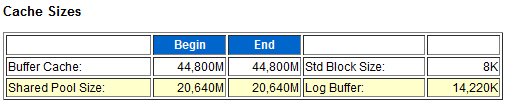 Cache Sizes
Begin End
Buffer Cache: 44,800M 44,800M Std Block Size: 8K
Shared Pool Size: 20,640M 20,640M Log Buffer: 14,220K